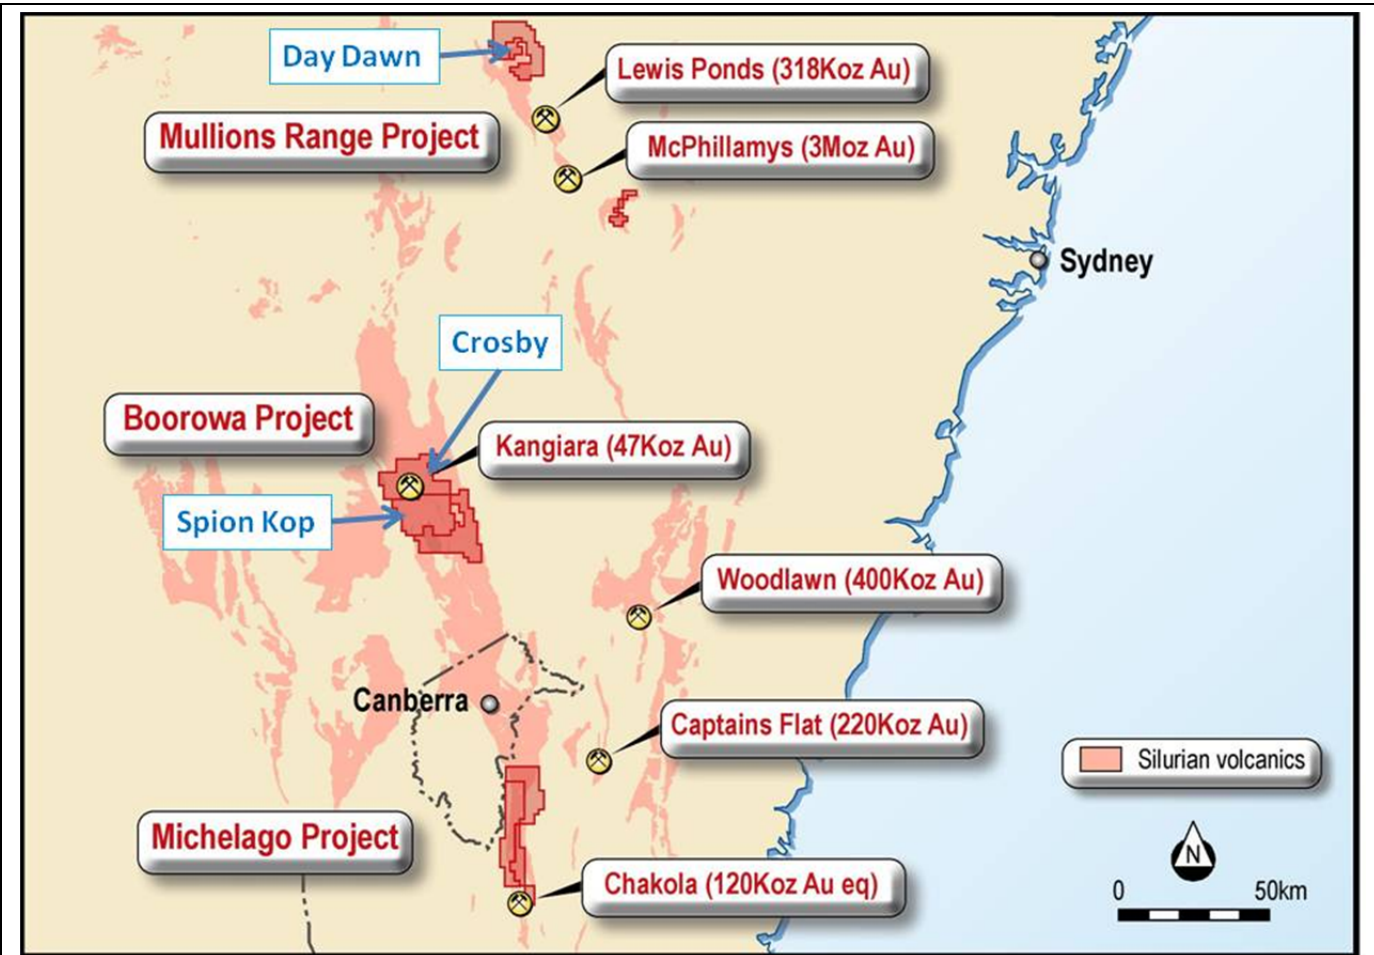 Day Dawn
Lewis Ponds (318Koz Au)
Mullions Range Project
McPhillamys (3Moz Au)
Sydney
Crosby
Boorowa Project
Kangiara (47Koz Au)
Spion Kop
Woodlawn (400Koz Au)
Canberra
Captains Flat (220Koz Au)
Silurian volcanics
Michelago Project
N
Chakola (120Koz Au eq)
0 50km